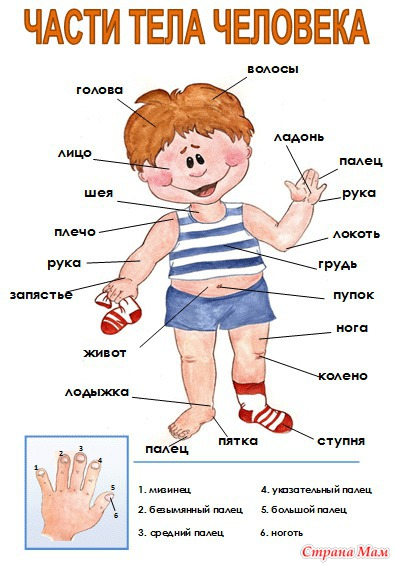 ЧАСТИ ТЕЛА ЧЕЛОВЕКА
волосы
голова
ладонь
лицо
палец
шея
рука
плечо
локоть
рука
грудь
запястье
пупок
нога
живот
колено
лодыжка
палец
пятка
ступня
1 2 3 4 5 6
1. мизинец
2. безымянный палец
3. средний палец
4. указательный палец
5. большой палец
6. ноготь
Страна Мам